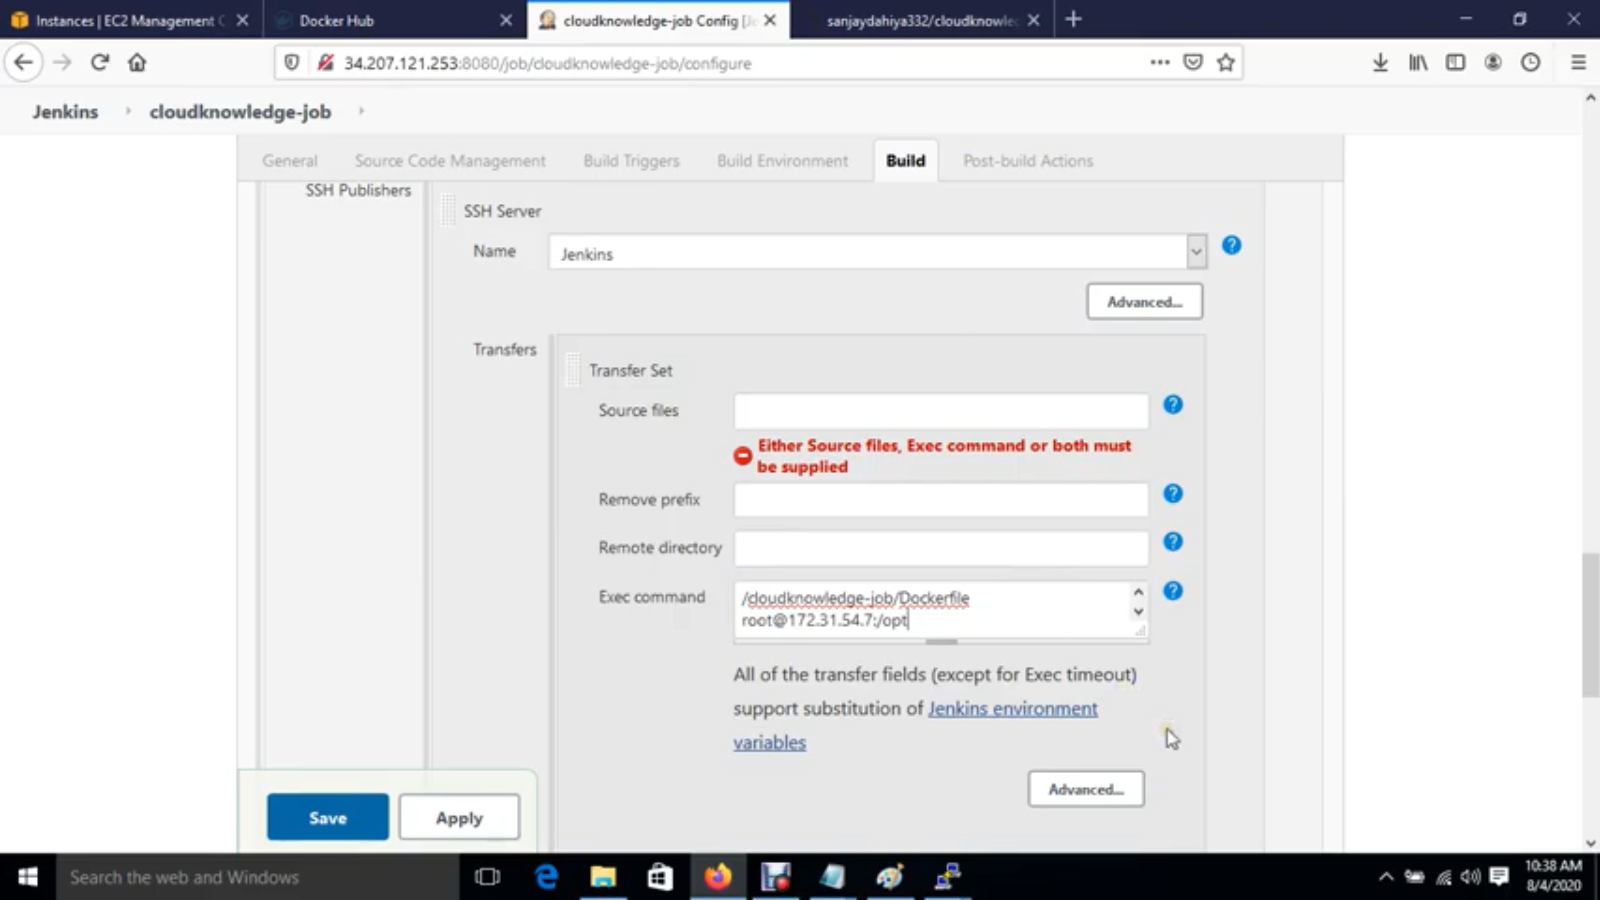 Instances | EC2 Management C
Docker Hub
cloudknowledge-job Config [Je
sanjaydahiya332/cloudknowled
34.207.121.253:8080/job/cloudknowledge-job/configure
Jenkins
cloudknowledge-job
General
Source Code Management
Build Triggers
Build Environment
Build
Post-build Actions
SSH Publishers
SSH Server
Name
Jenkins
Advanced...
Transfers
Transfer Set
Source files
Either Source files, Exec command or both must
be supplied
Remove prefix
Remote directory
Exec command
/cloudknowledge-job/Dockerfile
root@172.31.54.7:/opt
All of the transfer fields (except for Exec timeout)
support substitution of Jenkins environment
variables
Advanced...
Save
Apply
Search the web and Windows
10:38 AM
8/4/2020